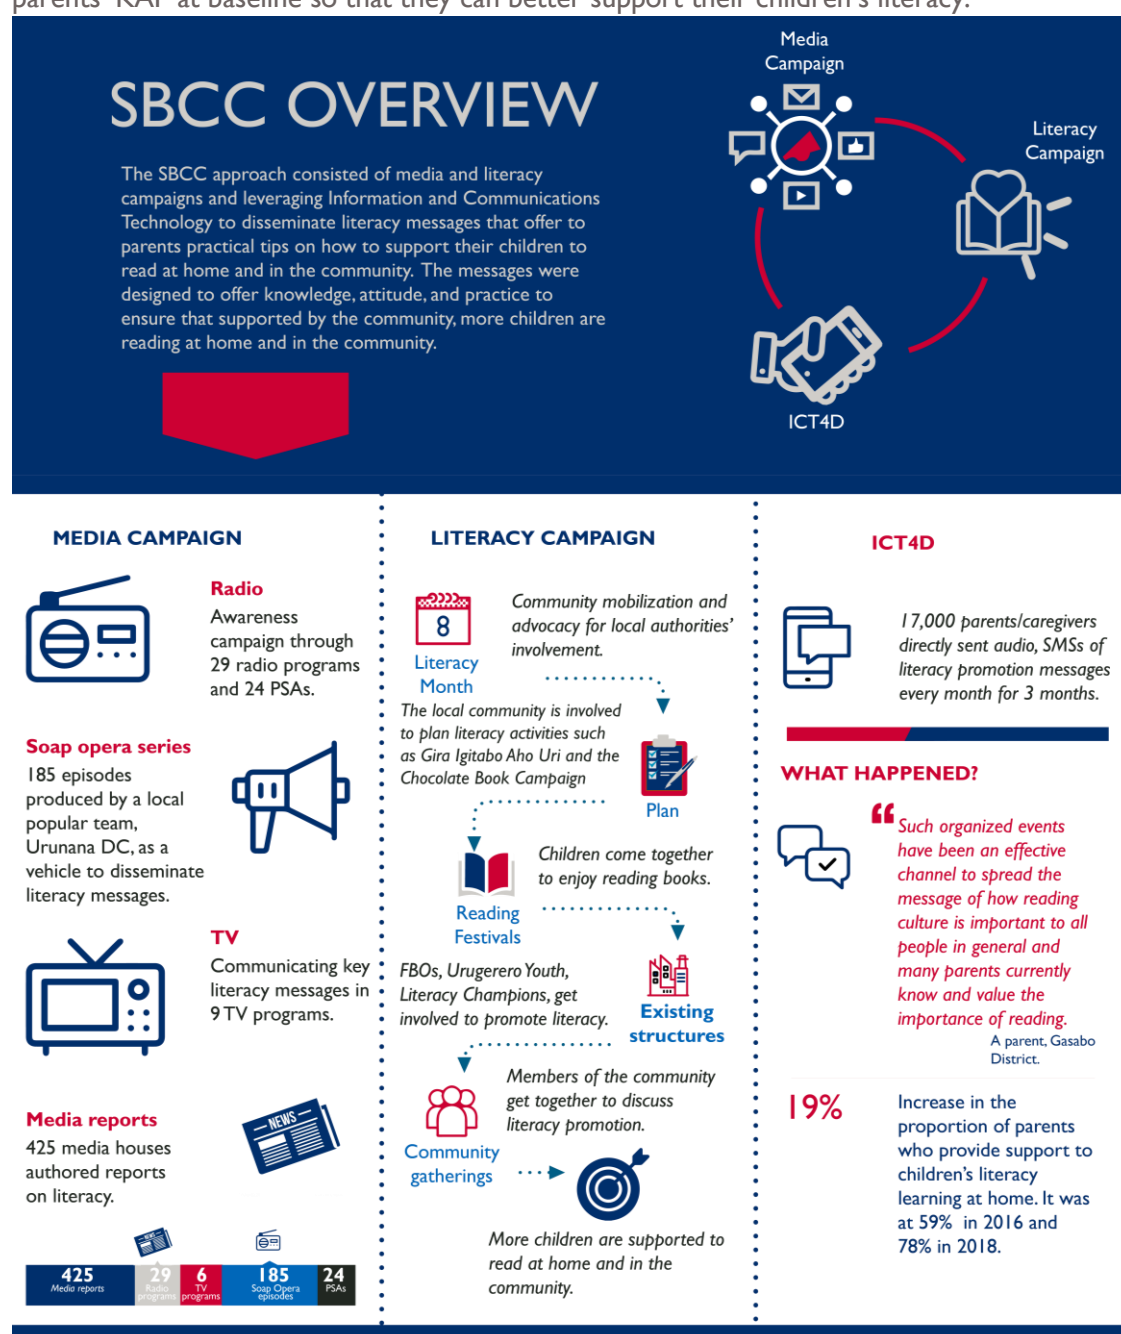 parents' KAP at baseline so that they can better support their children's literacy.
SBCC OVERVIEW
The SBCC approach consisted of media and literacy
campaigns and leveraging Information and Communications
Technology to disseminate literacy messages that offer to
parents practical tips on how to support their children to
read at home and in the community. The messages were
designed to offer knowledge, attitude, and practice to
ensure that supported by the community, more children are
reading at home and in the community.
Media
Campaign
Literacy
Campaign
ICT4D
MEDIA CAMPAIGN
Radio
Awareness
campaign through
29 radio programs
and 24 PSAs.
Soap opera series
185 episodes
produced by a local
popular team,
Urunana DC, as a
vehicle to disseminate
literacy messages.
TV
Communicating key
literacy messages in
9 TV programs.
Media reports
425 media houses
authored reports
on literacy.
NEWS
425
Media reports
29
Radio
programs
6
TV
programs
185
Soap Opera
episodes
24
PSAs
LITERACY CAMPAIGN
8
Literacy
Month
Community mobilization and
advocacy for local authorities'
involvement.
The local community is involved
to plan literacy activities such
as Gira Igitabo Aho Uri and the
Chocolate Book Campaign
Plan
Children come together
to enjoy reading books.
Reading
Festivals
FBOs, Urugerero Youth,
Literacy Champions, get
involved to promote literacy.
Existing
structures
Members of the community
get together to discuss
literacy promotion.
Community
gatherings
More children are supported to
read at home and in the
community.
ICT4D
17,000 parents/caregivers
directly sent audio, SMSs of
literacy promotion messages
every month for 3 months.
WHAT HAPPENED?
“Such organized events
have been an effective
channel to spread the
message of how reading
culture is important to all
people in general and
many parents currently
know and value the
importance of reading.
A parent, Gasabo
District.
19%
Increase in the
proportion of parents
who provide support to
children's literacy
learning at home. It was
at 59% in 2016 and
78% in 2018.